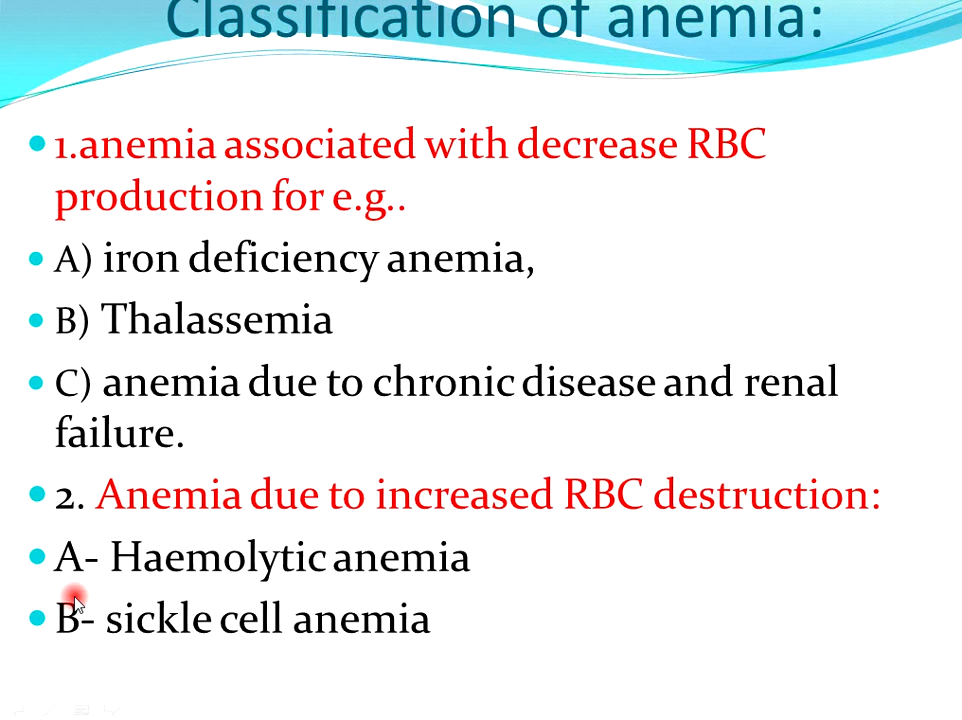 Classification of anemia:
1.anemia associated with decrease RBC
production for e.g..
A) iron deficiency anemia,
B) Thalassemia
C) anemia due to chronic disease and renal
failure.
2. Anemia due to increased RBC destruction:
A- Haemolytic anemia
B- sickle cell anemia